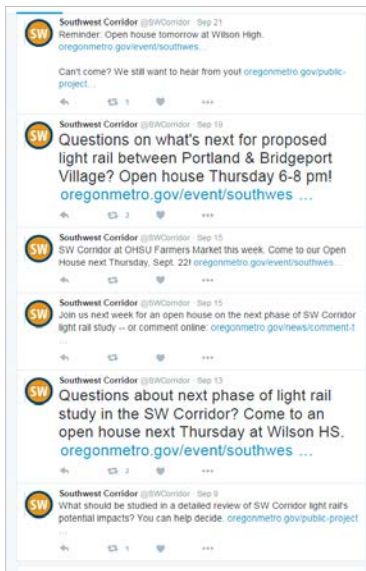 SW
Southwest Corridor @SWCorridor · Sep 21
Reminder: Open house tomorrow at Wilson High.
oregonmetro.gov/event/southwes…
Can't come? We still want to hear from you! oregonmetro.gov/public-
project…
1
SW
Southwest Corridor @SWCorridor · Sep 19
Questions on what's next for proposed
light rail between Portland & Bridgeport
Village? Open house Thursday 6-8 pm!
oregonmetro.gov/event/southwes …
2
SW
Southwest Corridor @SWCorridor · Sep 15
SW Corridor at OHSU Farmers Market this week. Come to our Open
House next Thursday, Sept. 22! oregonmetro.gov/event/southwes…
SW
Southwest Corridor @SWCorridor · Sep 15
Join us next week for an open house on the next phase of SW Corridor
light rail study -- or comment online: oregonmetro.gov/news/comment-t
…
SW
Southwest Corridor @SWCorridor · Sep 13
Questions about next phase of light rail
study in the SW Corridor? Come to an
open house next Thursday at Wilson HS.
oregonmetro.gov/event/southwes …
2
SW
Southwest Corridor @SWCorridor · Sep 9
What should be studied in a detailed review of SW Corridor light rail's
potential impacts? You can help decide. oregonmetro.gov/public-project
…
1